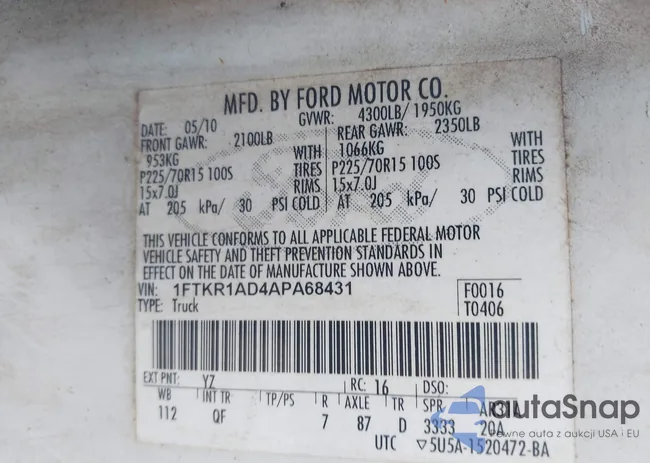 MFD. BY FORD MOTOR CO.
DATE: 05/10 GVWR: 4300LB/ 1950KG
FRONT GAWR: 2100LB REAR GAWR: 2350LB
953KG WITH 1066KG WITH
P225/70R15 100S TIRES P225/70R15 100S TIRES
15x7.0J RIMS 15x7.0J RIMS
AT 205 kPa/ 30 PSI COLD AT 205 kPa/ 30 PSI COLD
THIS VEHICLE CONFORMS TO ALL APPLICABLE FEDERAL MOTOR
VEHICLE SAFETY AND THEFT PREVENTION STANDARDS IN
EFFECT ON THE DATE OF MANUFACTURE SHOWN ABOVE.
VIN: 1FTKR1AD4APA68431 F0016
TYPE: Truck T0406
EXT PNT: YZ RC: 16 DSO:
WB INT TR TP/PS R AXLE TR SPR
112 QF 7 87 D 3333 20A
UTC ▽5U5A-1520472-BA
autoSnap
Pewne auta z aukcji USA i EU